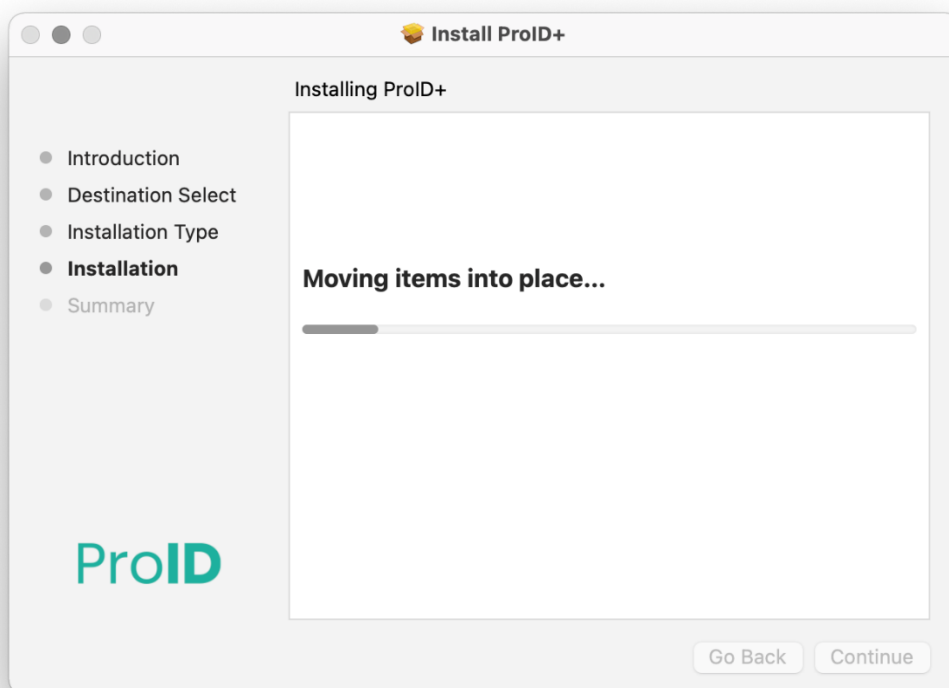 Install ProID+
Installing ProID+
Introduction
Destination Select
Installation Type
Installation
Summary
Moving items into place...
ProID
Go Back
Continue